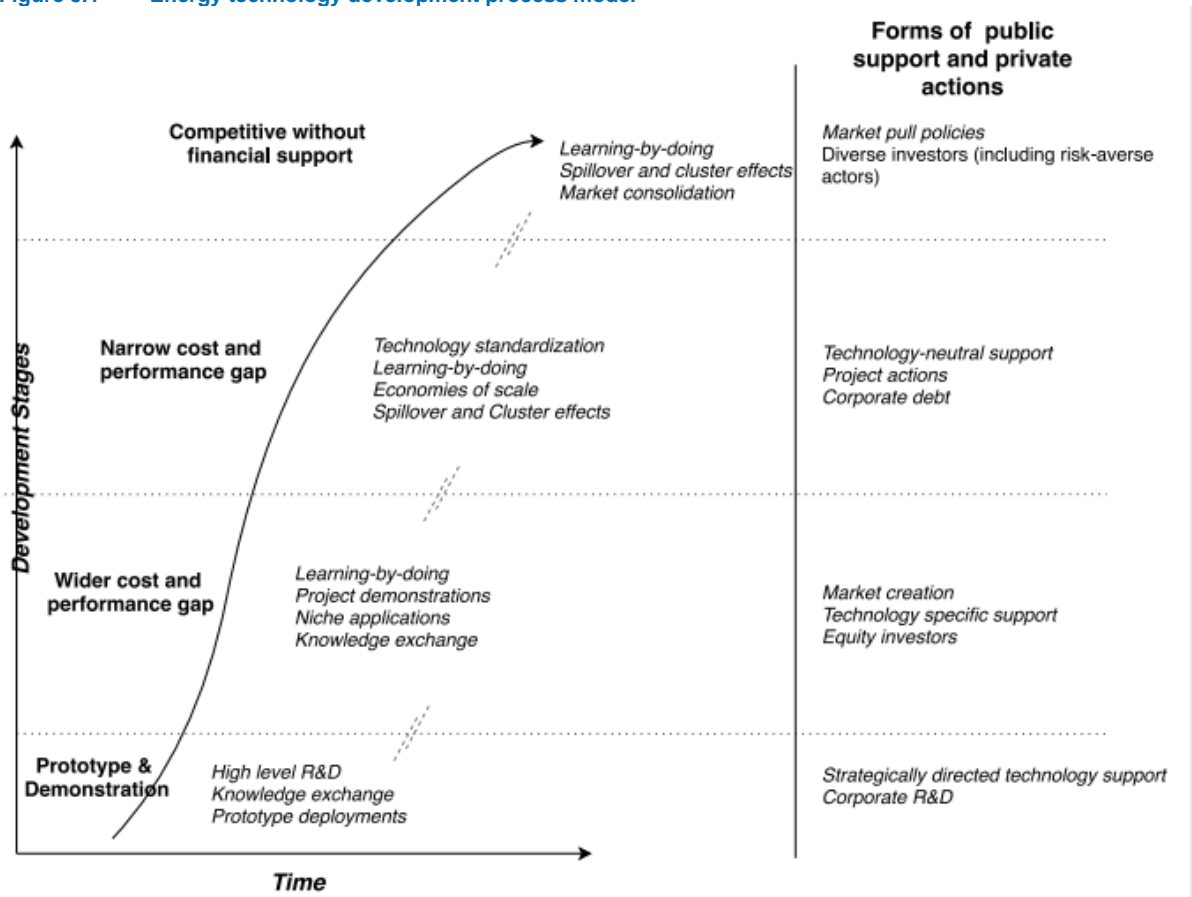 Energy technology development process model
Forms of public
support and private
actions
Competitive without
financial support
Learning-by-doing
Spillover and cluster effects
Market consolidation
Market pull policies
Diverse investors (including risk-averse
actors)
Development Stages
Narrow cost and
performance gap
Technology standardization
Learning-by-doing
Economies of scale
Spillover and Cluster effects
Technology-neutral support
Project actions
Corporate debt
Wider cost and
performance gap
Learning-by-doing
Project demonstrations
Niche applications
Knowledge exchange
Market creation
Technology specific support
Equity investors
Prototype &
Demonstration
High level R&D
Knowledge exchange
Prototype deployments
Strategically directed technology support
Corporate R&D
Time